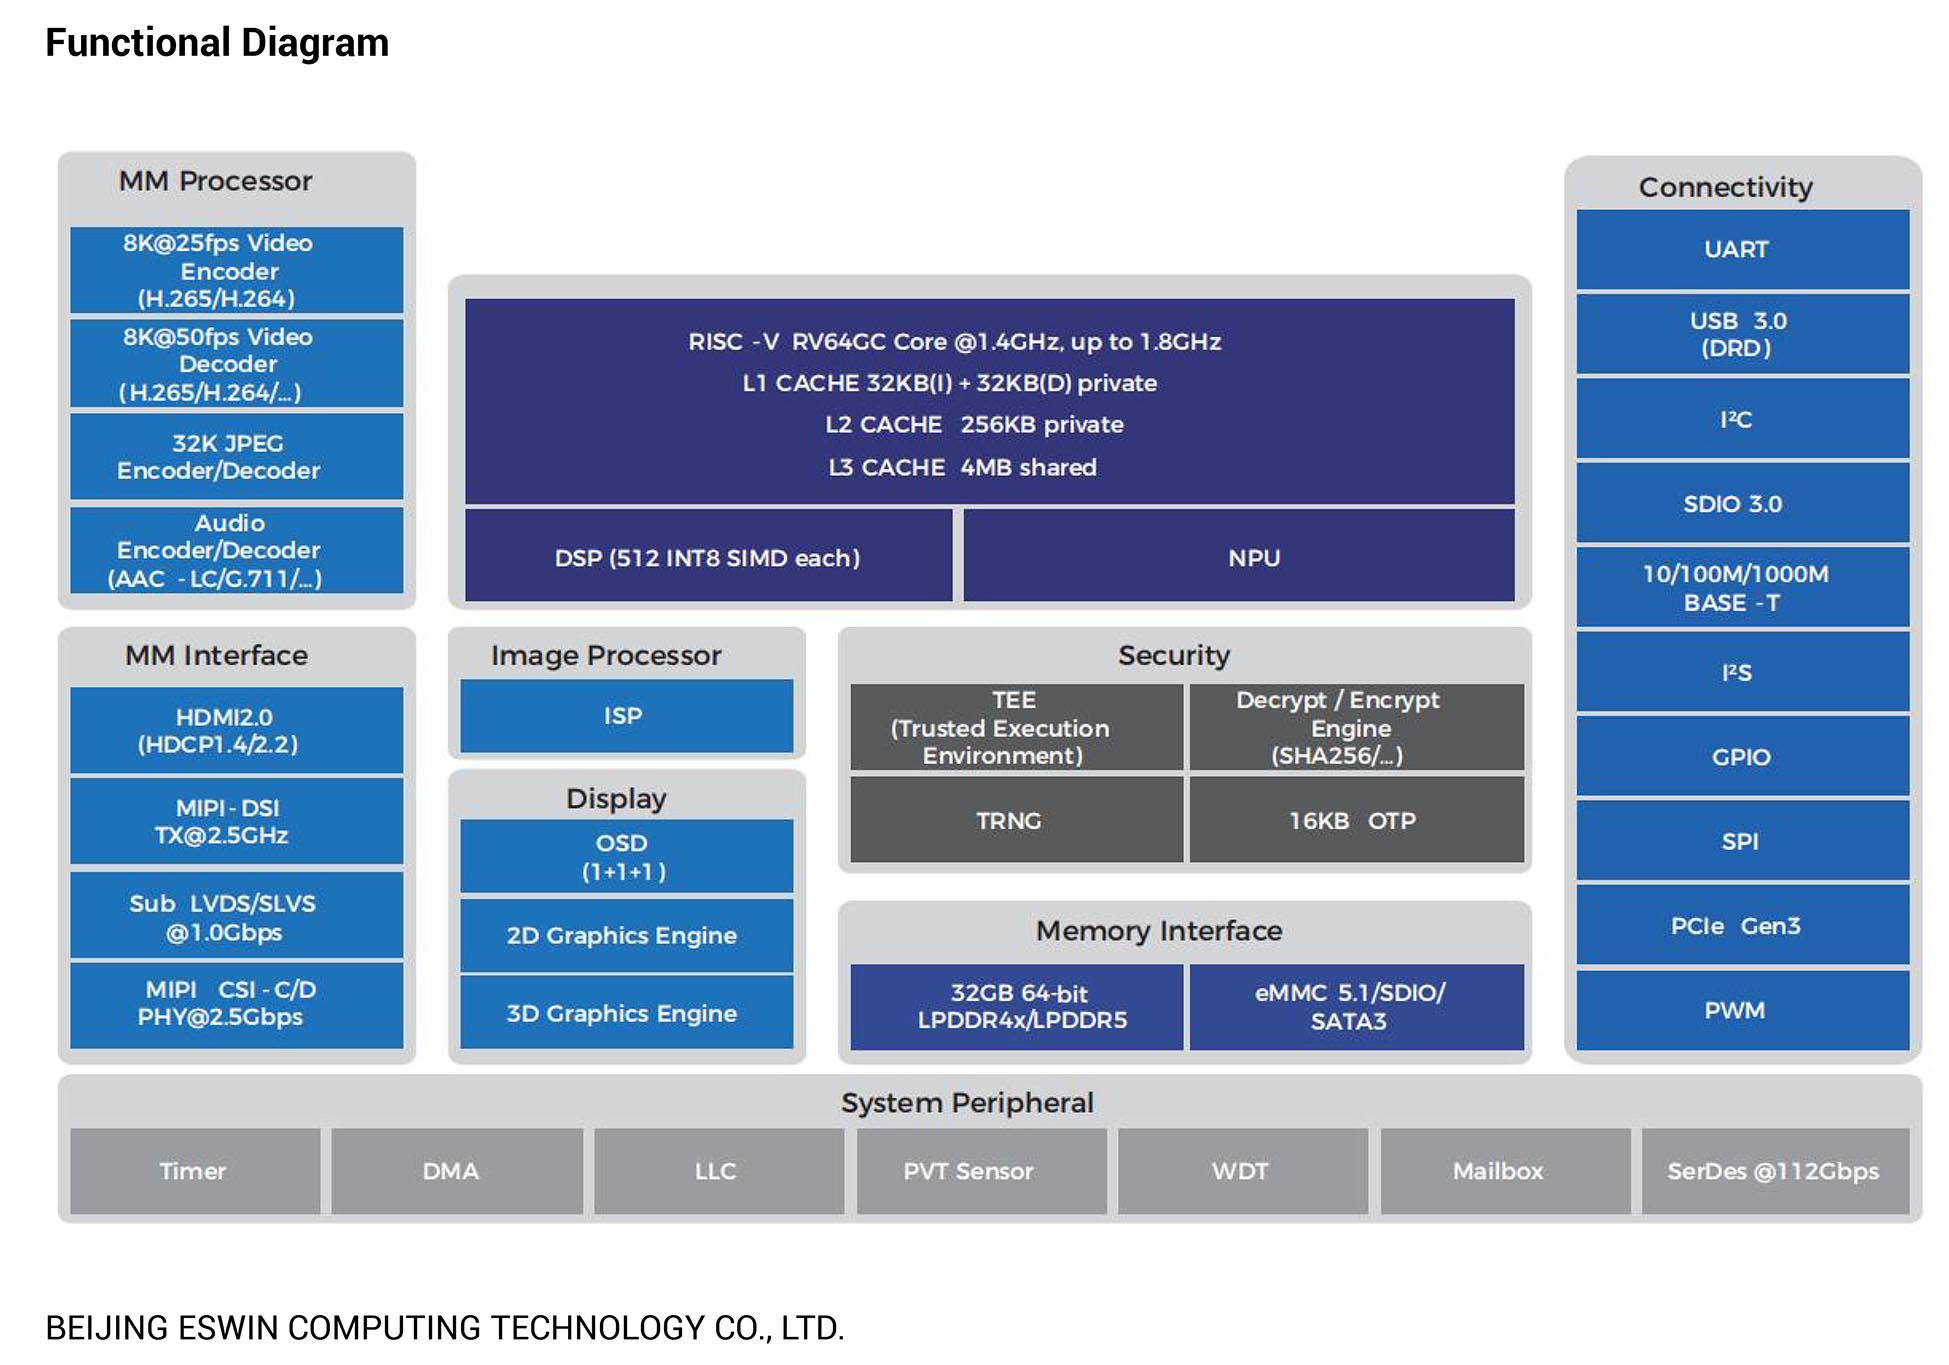 Functional Diagram
MM Processor
8K@25fps Video
Encoder
(H.265/H.264)
8K@50fps Video
Decoder
(H.265/H.264/...)
32K JPEG
Encoder/Decoder
Audio
Encoder/Decoder
(AAC -LC/G.711/...)
RISC -V RV64GC Core @1.4GHz, up to 1.8GHz
L1 CACHE 32KB(I) + 32KB(D) private
L2 CACHE 256KB private
L3 CACHE 4MB shared
DSP (512 INT8 SIMD each)
NPU
MM Interface
HDMI2.0
(HDCP1.4/2.2)
MIPI-DSI
TX@2.5GHz
Sub LVDS/SLVS
@1.0Gbps
MIPI CSI-C/D
PHY@2.5Gbps
Image Processor
ISP
Display
OSD
(1+1+1)
2D Graphics Engine
3D Graphics Engine
Security
TEE
(Trusted Execution
Environment)
Decrypt / Encrypt
Engine
(SHA256/...)
TRNG
16KB OTP
Memory Interface
32GB 64-bit
LPDDR4x/LPDDR5
eMMC 5.1/SDIO/
SATA3
Connectivity
UART
USB 3.0
(DRD)
I²C
SDIO 3.0
10/100M/1000M
BASE -T
I²S
GPIO
SPI
PCIe Gen3
PWM
System Peripheral
Timer
DMA
LLC
PVT Sensor
WDT
Mailbox
SerDes @112Gbps
BEIJING ESWIN COMPUTING TECHNOLOGY CO., LTD.